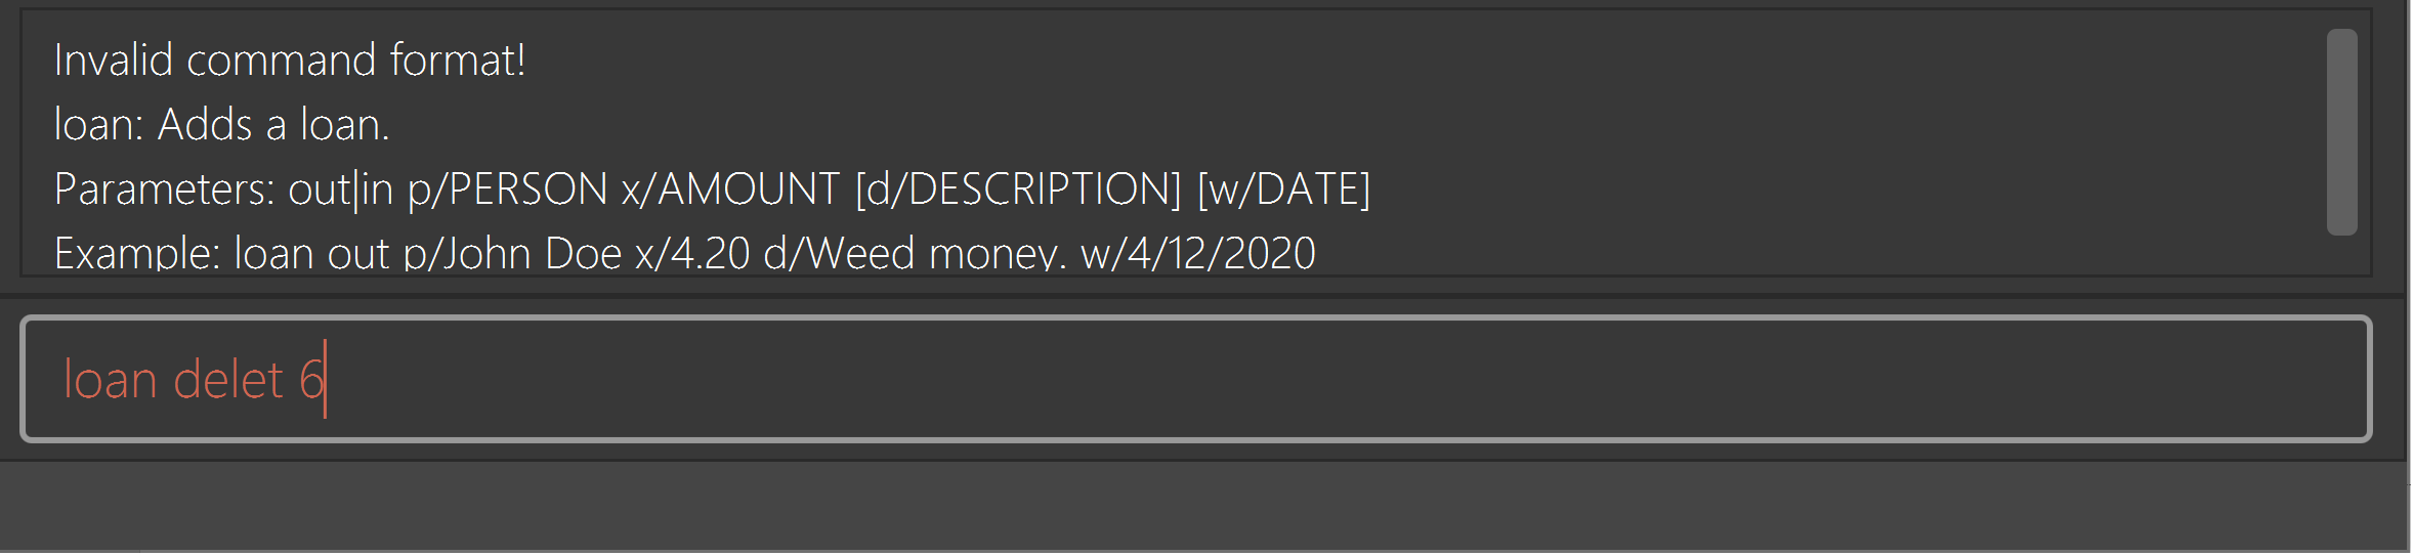 Invalid command format!
loan: Adds a loan.
Parameters: out|in p/PERSON x/AMOUNT [d/DESCRIPTION] [w/DATE]
Example: loan out p/John Doe x/4.20 d/Weed money. w/4/12/2020
loan delet 6